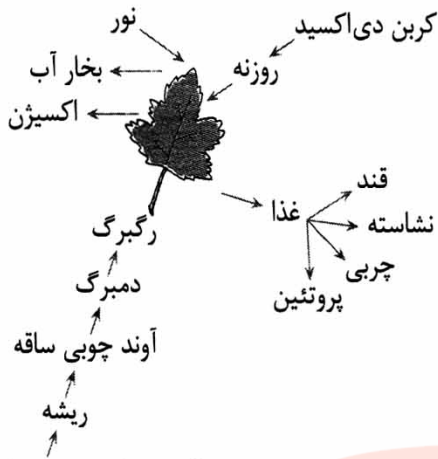 نور
کربن دی‌اکسید
روزنه
بخار آب
اکسیژن
غذا
قند
نشاسته
چربی
پروتئین
رگبرگ
دمبرگ
آوند چوبی ساقه
ریشه